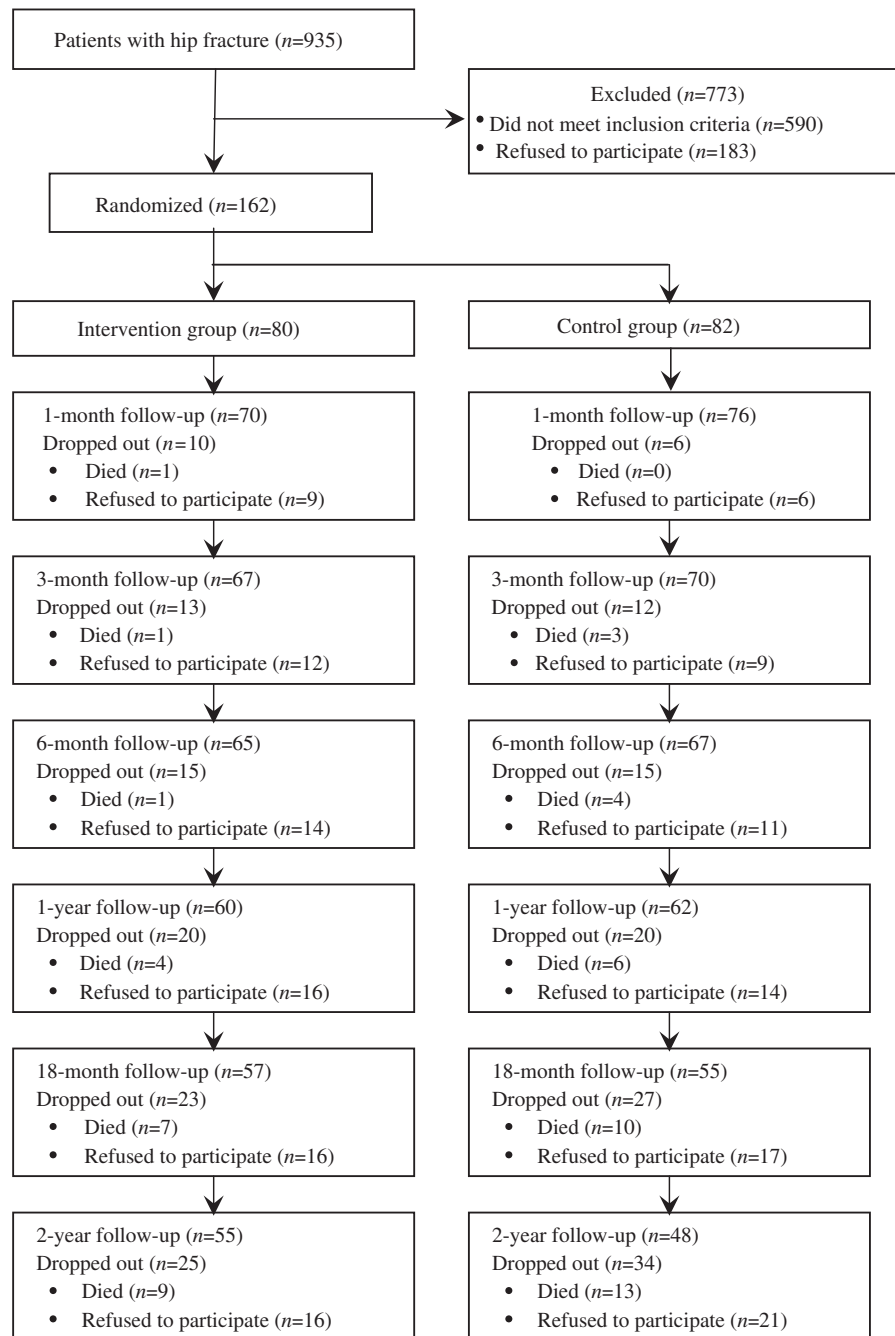 Patients with hip fracture (n=935)
Excluded (n=773)
• Did not meet inclusion criteria (n=590)
• Refused to participate (n=183)
Randomized (n=162)
Intervention group (n=80)
Control group (n=82)
1-month follow-up (n=70)
Dropped out (n=10)
• Died (n=1)
• Refused to participate (n=9)
1-month follow-up (n=76)
Dropped out (n=6)
• Died (n=0)
• Refused to participate (n=6)
3-month follow-up (n=67)
Dropped out (n=13)
• Died (n=1)
• Refused to participate (n=12)
3-month follow-up (n=70)
Dropped out (n=12)
• Died (n=3)
• Refused to participate (n=9)
6-month follow-up (n=65)
Dropped out (n=15)
• Died (n=1)
• Refused to participate (n=14)
6-month follow-up (n=67)
Dropped out (n=15)
• Died (n=4)
• Refused to participate (n=11)
1-year follow-up (n=60)
Dropped out (n=20)
• Died (n=4)
• Refused to participate (n=16)
1-year follow-up (n=62)
Dropped out (n=20)
• Died (n=6)
• Refused to participate (n=14)
18-month follow-up (n=57)
Dropped out (n=23)
• Died (n=7)
• Refused to participate (n=16)
18-month follow-up (n=55)
Dropped out (n=27)
• Died (n=10)
• Refused to participate (n=17)
2-year follow-up (n=55)
Dropped out (n=25)
• Died (n=9)
• Refused to participate (n=16)
2-year follow-up (n=48)
Dropped out (n=34)
• Died (n=13)
• Refused to participate (n=21)